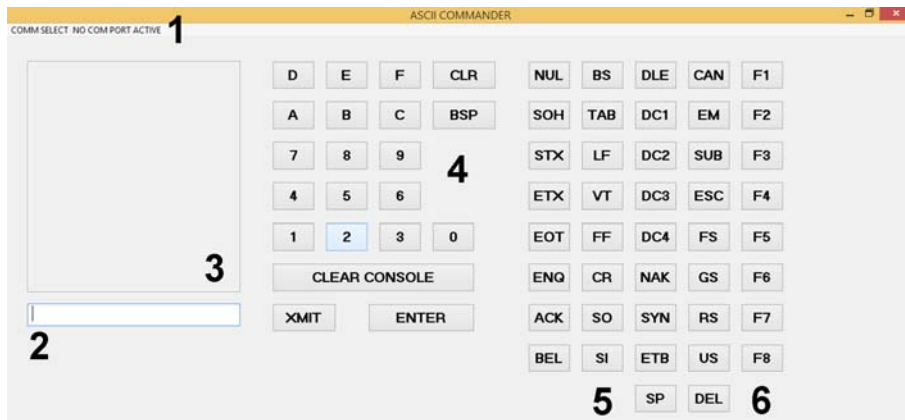 ASCII COMMANDER
COMM SELECT NO COM PORT ACTIVE 1
D E F CLR NUL BS DLE CAN F1
A B C BSP SOH TAB DC1 EM F2
7 8 9 STX LF DC2 SUB F3
4
4 5 6 ETX VT DC3 ESC F4
1 2 3 0 EOT FF DC4 FS F5
3 CLEAR CONSOLE ENQ CR NAK GS F6
XMIT ENTER ACK SO SYN RS F7
2 BEL SI ETB US F8
5 SP DEL 6